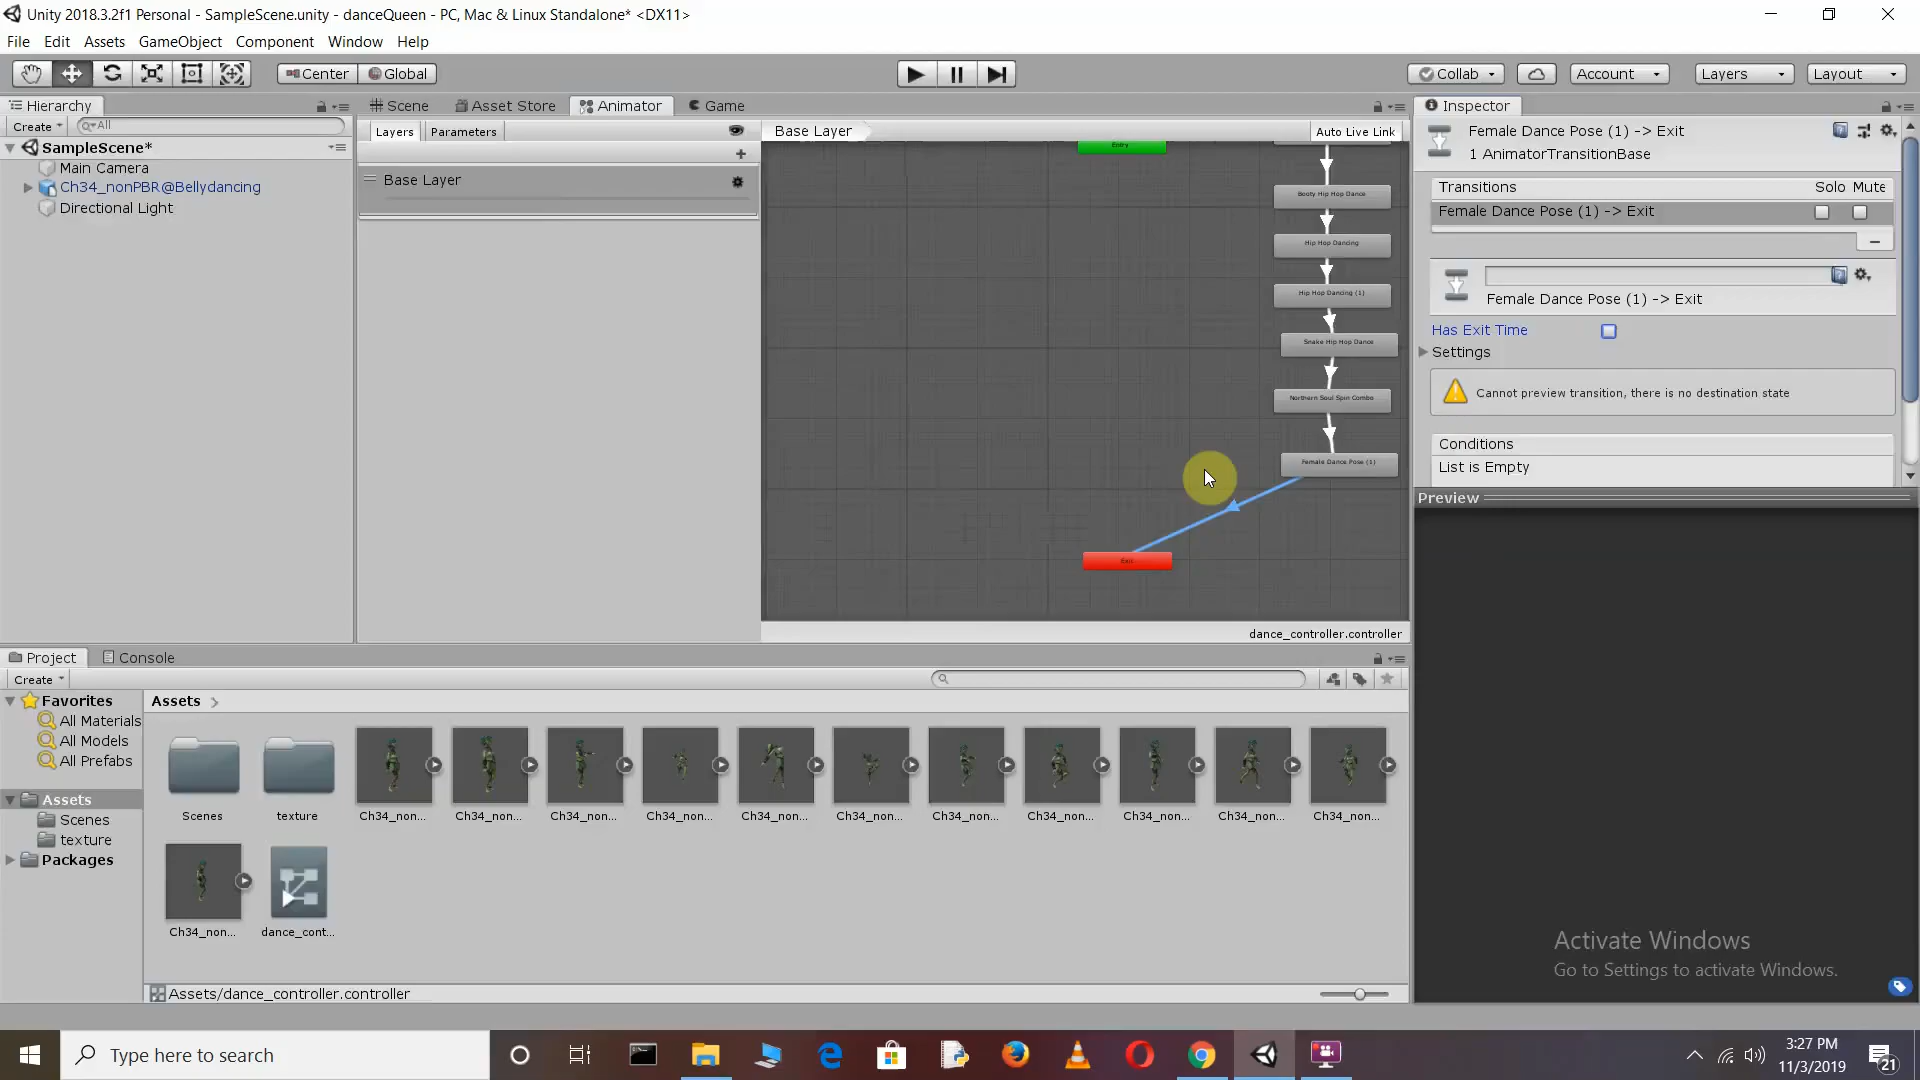 Unity 2018.3.2f1 Personal - SampleScene.unity - danceQueen - PC, Mac & Linux Standalone* <DX11>
File Edit Assets GameObject Component Window Help
Center Global Collab Account Layers Layout
Hierarchy
Create All
SampleScene*
Main Camera
Ch34_nonPBR@Bellydancing
Directional Light
Scene Asset Store Animator Game
Layers Parameters
Base Layer
Base Layer Auto Live Link
Entry
Booty Hip Hop Dance
Hip Hop Dancing
Hip Hop Dancing (1)
Snake Hip Hop Dance
Northern Soul Spin Combo
Female Dance Pose (1)
Exit
dance_controller.controller
Inspector
Female Dance Pose (1) -> Exit
1 AnimatorTransitionBase
Transitions Solo Mute
Female Dance Pose (1) -> Exit
Female Dance Pose (1) -> Exit
Has Exit Time
Settings
Cannot preview transition, there is no destination state
Conditions
List is Empty
Preview
Project Console
Create
Favorites
All Materials
All Models
All Prefabs
Assets
Scenes
texture
Packages
Assets
Scenes texture Ch34_non... Ch34_non... Ch34_non... Ch34_non... Ch34_non... Ch34_non... Ch34_non... Ch34_non... Ch34_non... Ch34_non... Ch34_non...
Ch34_non... dance_cont...
Assets/dance_controller.controller
Activate Windows
Go to Settings to activate Windows.
Type here to search
3:27 PM
11/3/2019
21